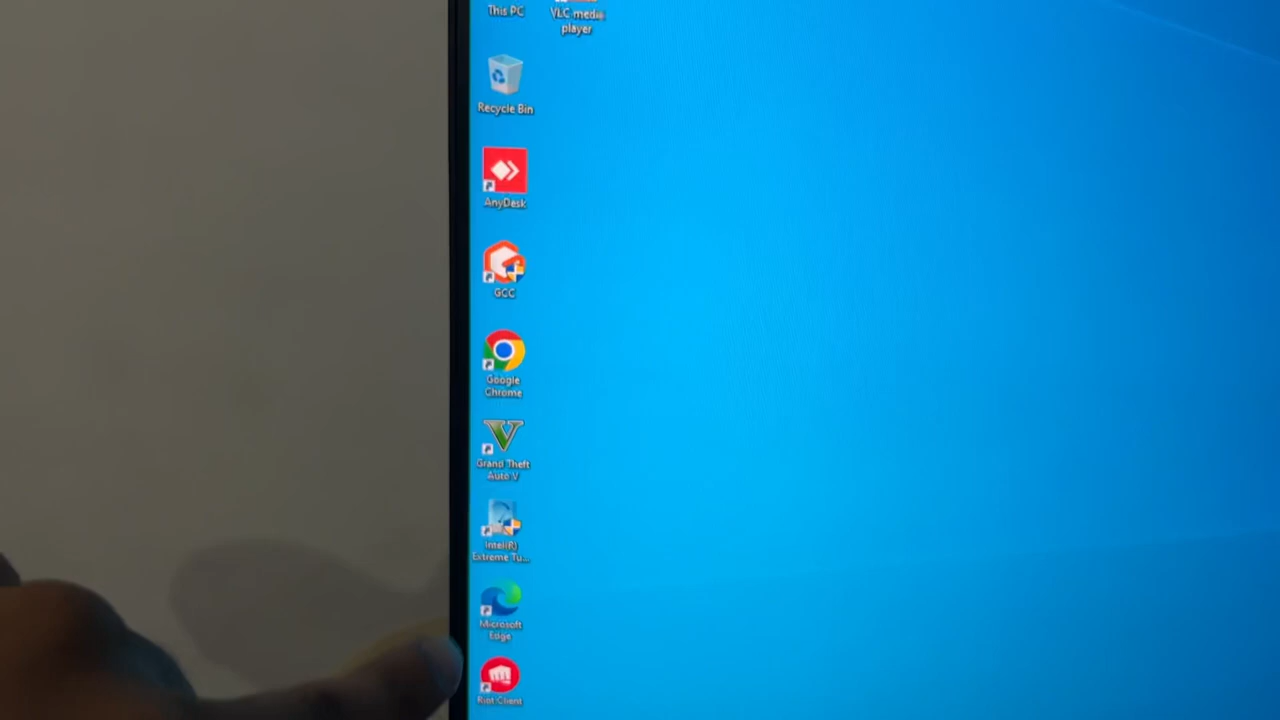 This PC
VLC media
player
Recycle Bin
AnyDesk
GCC
Google
Chrome
V
Grand Theft
Auto V
Intel(R)
Extreme Tu...
Microsoft
Edge
Riot Client